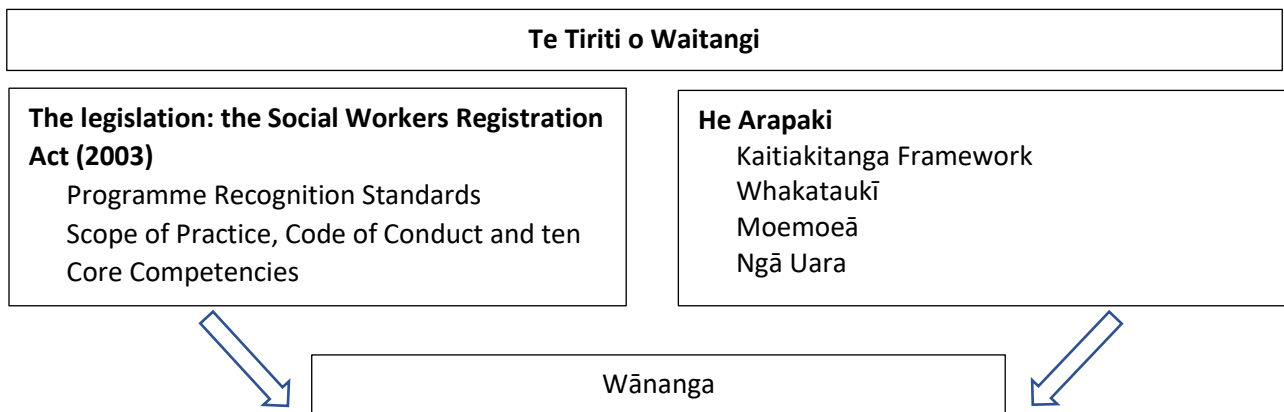 Te Tiriti o Waitangi
The legislation: the Social Workers Registration
Act (2003)
Programme Recognition Standards
Scope of Practice, Code of Conduct and ten
Core Competencies
He Arapaki
Kaitiakitanga Framework
Whakataukī
Moemoeā
Ngā Uara
Wānanga